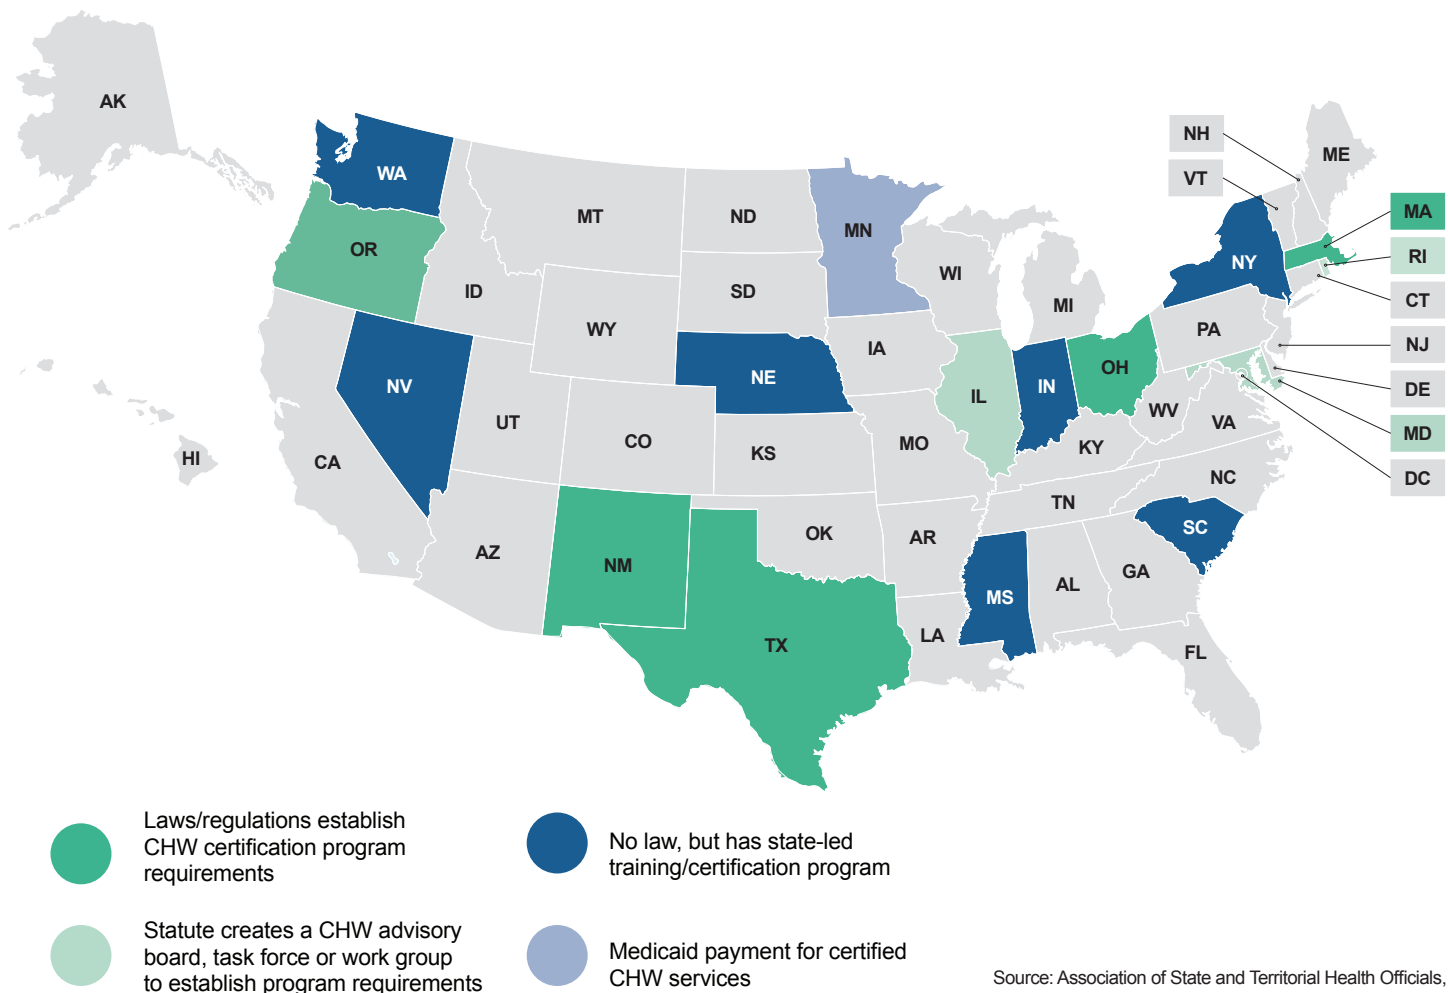 AK
WA
OR
MT
ID
WY
ND
SD
MN
WI
MI
NH
VT
ME
NY
MA
RI
CT
NJ
DE
MD
DC
PA
NV
UT
CO
NE
IA
IL
IN
OH
WV
VA
KY
KS
MO
CA
HI
AZ
NM
TX
OK
AR
TN
NC
SC
MS
AL
GA
LA
FL
Laws/regulations establish
CHW certification program
requirements
No law, but has state-led
training/certification program
Statute creates a CHW advisory
board, task force or work group
to establish program requirements
Medicaid payment for certified
CHW services
Source: Association of State and Territorial Health Officials,